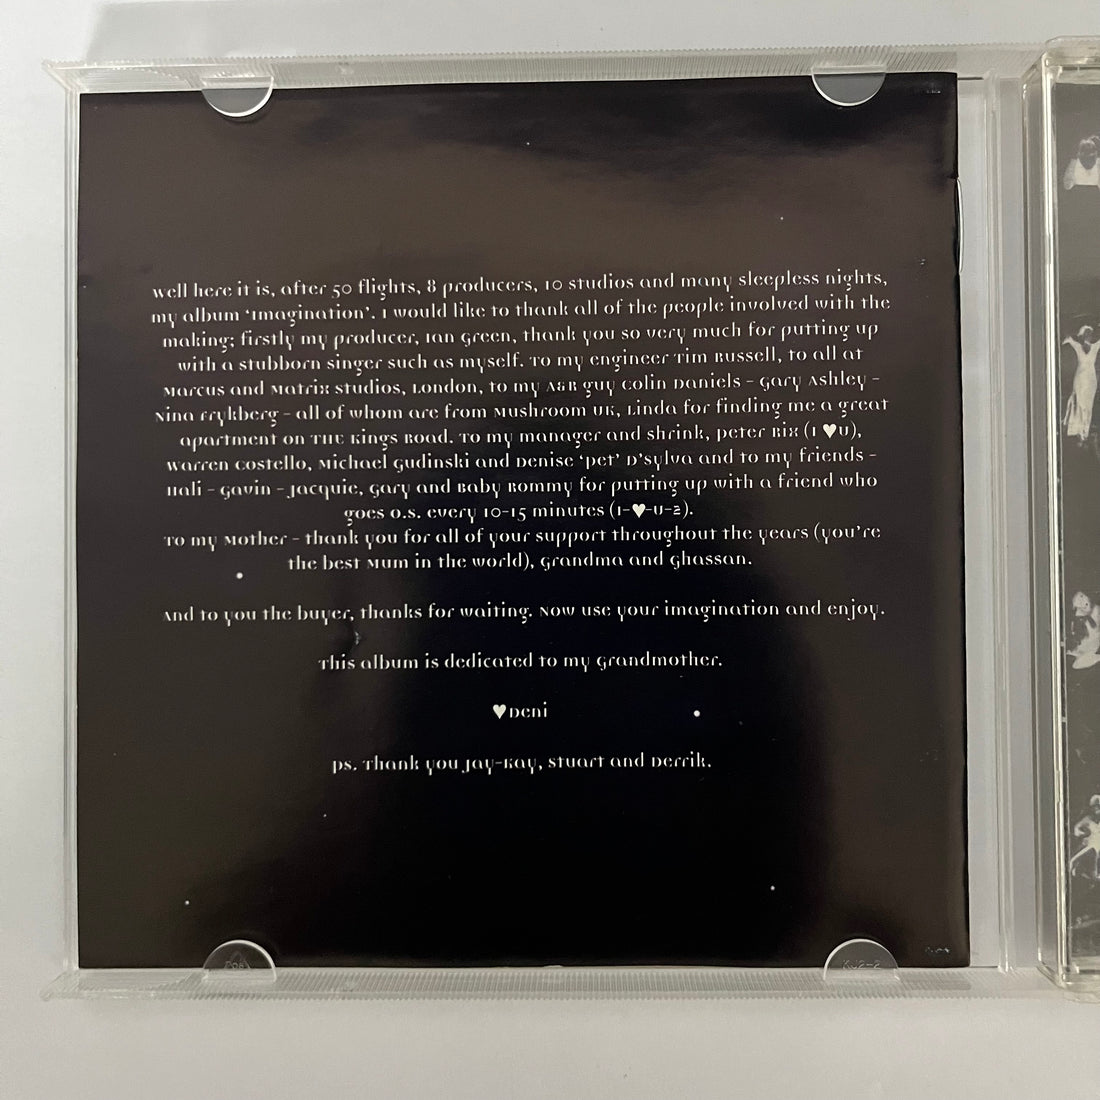 well here it is, after 50 flights, 8 producers, 10 studios and many sleepless nights,
my album 'Imagination'. I would like to thank all of the people involved with the
making; firstly my producer, Ian Green, thank you so very much for putting up
with a stubborn singer such as myself. To my engineer Tim Russell, to all at
Marcus and Matrix studios, London, to my A&R guy Colin Daniels - Gary Ashley -
Nina Frykberg - all of whom are from Mushroom UK, Linda for finding me a great
apartment on THE Kings Road. To my manager and shrink, peter Rix (I ♥ U),
Warren Costello, Michael Gudinski and Denise 'pet' D'sylva and to my friends -
Hali - Gavin - Jacquie, Gary and Baby Rommy for putting up with a friend who
goes o.s. every 10-15 minutes (I-♥-U-2).
To my Mother - thank you for all of your support throughout the years (you're
the best Mum in the world), Grandma and Ghassan.
And to you the buyer, thanks for waiting. Now use your imagination and enjoy.
This album is dedicated to my Grandmother.
♥Deni
ps. Thank you Jay-Kay, Stuart and Derrik.